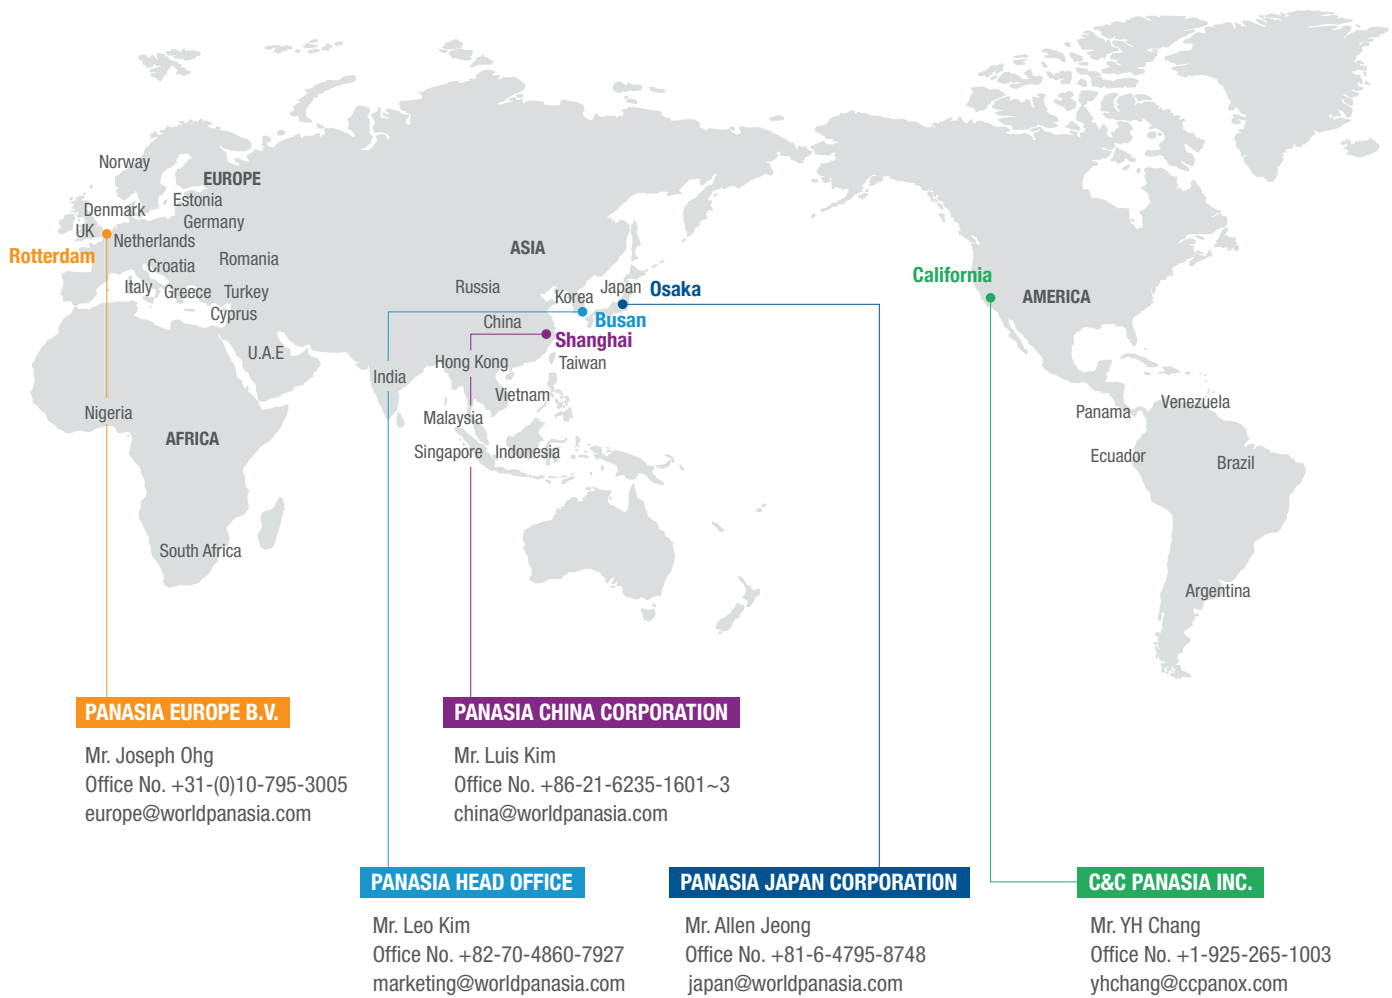 Norway
EUROPE
Estonia
Denmark
Germany
UK
Netherlands
Rotterdam
Croatia
Romania
Italy
Greece
Turkey
Cyprus
U.A.E
Nigeria
AFRICA
South Africa
ASIA
Russia
Korea
Japan
Osaka
China
Busan
Shanghai
Hong Kong
Taiwan
India
Vietnam
Malaysia
Singapore
Indonesia
California
AMERICA
Panama
Venezuela
Ecuador
Brazil
Argentina
PANASIA EUROPE B.V.
Mr. Joseph Ohg
Office No. +31-(0)10-795-3005
europe@worldpanasia.com
PANASIA CHINA CORPORATION
Mr. Luis Kim
Office No. +86-21-6235-1601~3
china@worldpanasia.com
PANASIA HEAD OFFICE
Mr. Leo Kim
Office No. +82-70-4860-7927
marketing@worldpanasia.com
PANASIA JAPAN CORPORATION
Mr. Allen Jeong
Office No. +81-6-4795-8748
japan@worldpanasia.com
C&C PANASIA INC.
Mr. YH Chang
Office No. +1-925-265-1003
yhchang@ccpanox.com